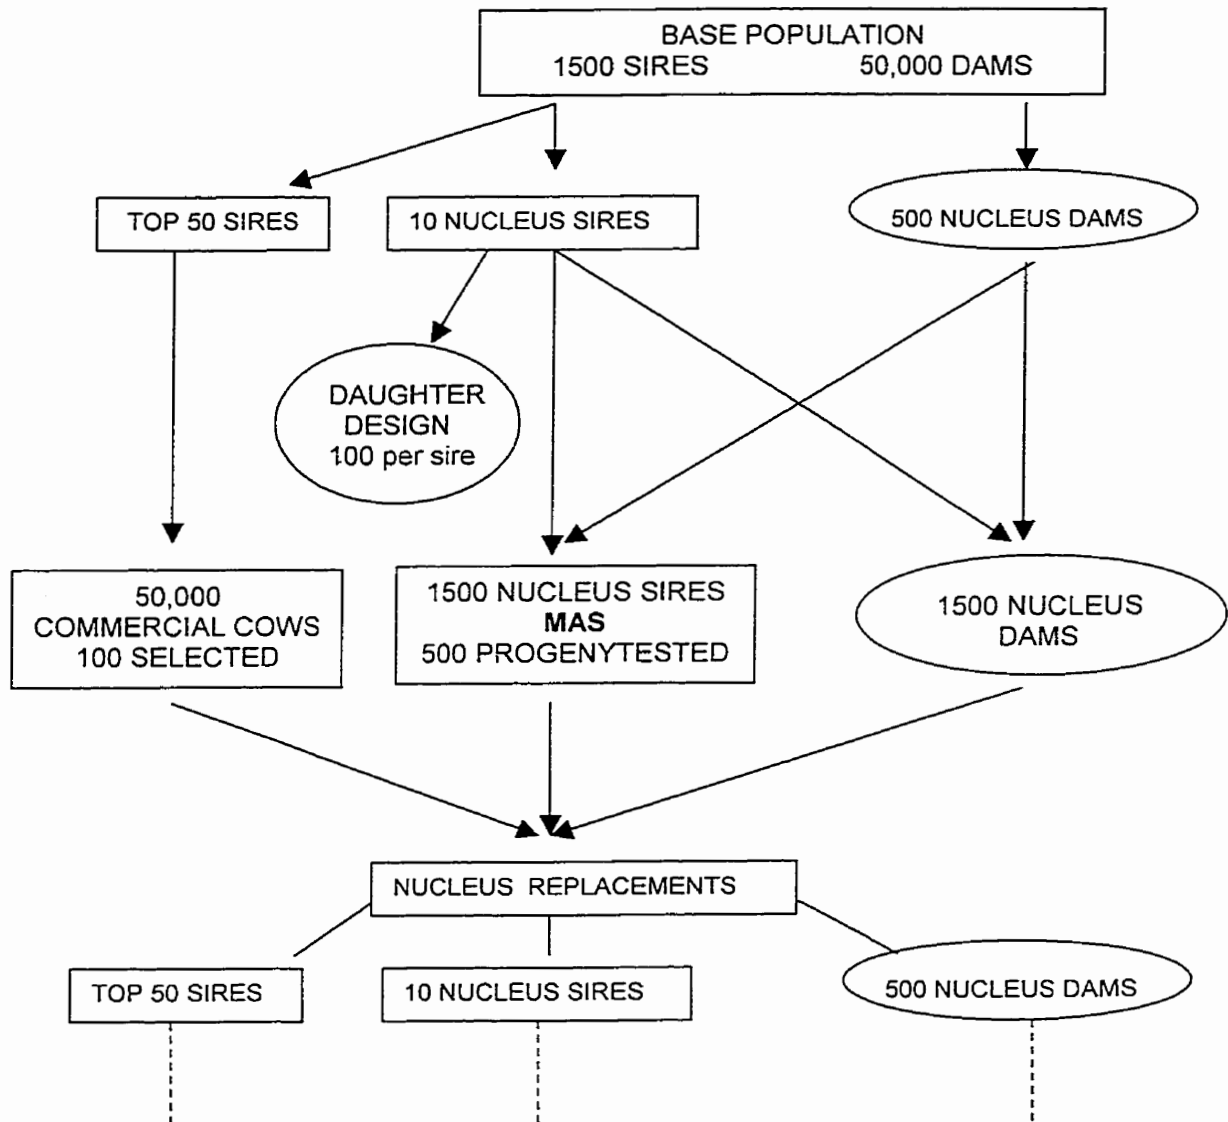 BASE POPULATION
1500 SIRES 50,000 DAMS
TOP 50 SIRES
10 NUCLEUS SIRES
500 NUCLEUS DAMS
DAUGHTER
DESIGN
100 per sire
50,000
COMMERCIAL COWS
100 SELECTED
1500 NUCLEUS SIRES
MAS
500 PROGENYTESTED
1500 NUCLEUS
DAMS
NUCLEUS REPLACEMENTS
TOP 50 SIRES
10 NUCLEUS SIRES
500 NUCLEUS DAMS